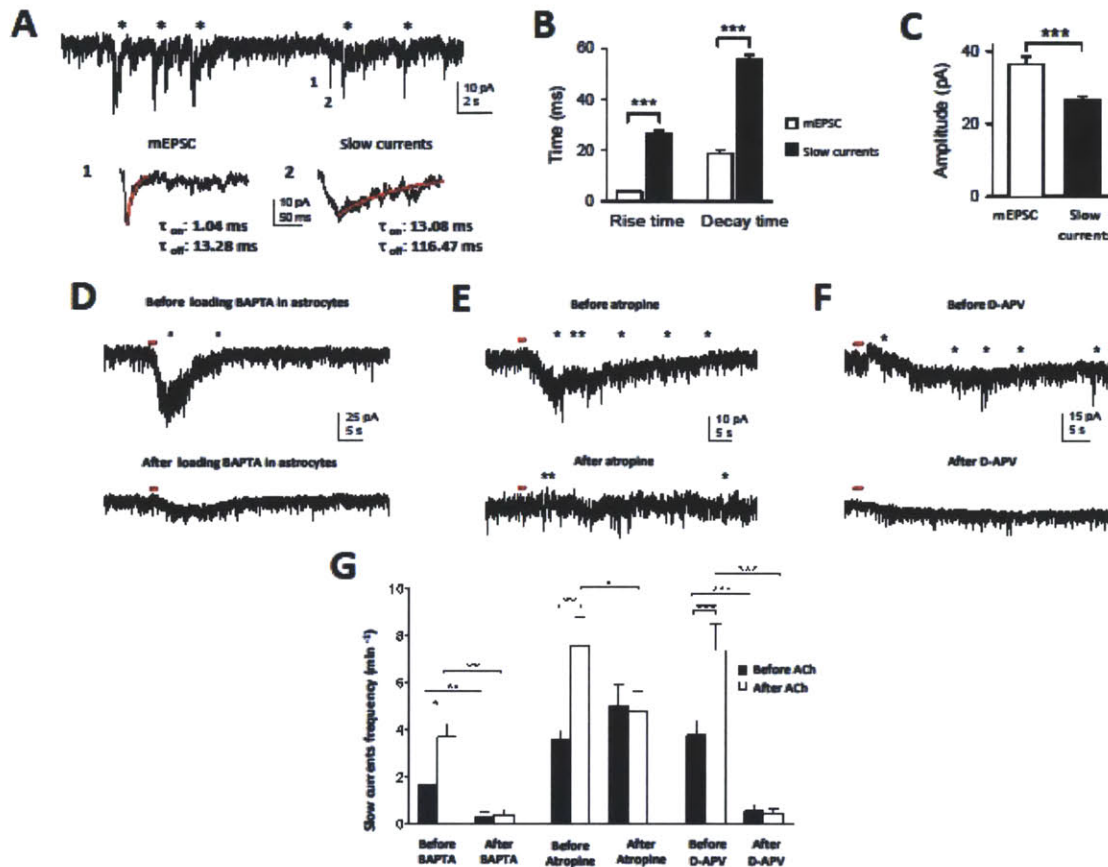 A
* * * * *
1
2
10 pA
2 s
mEPSC
Slow currents
1
2
10 pA
50 ms
τ on: 1.04 ms
τ off: 13.28 ms
τ on: 13.08 ms
τ off: 116.47 ms
B
***
***
60
40
20
0
Time (ms)
mEPSC
Slow currents
Rise time
Decay time
C
***
40
20
0
Amplitude (pA)
mEPSC
Slow
currents
D
Before loading BAPTA in astrocytes
* *
25 pA
5 s
After loading BAPTA in astrocytes
E
Before atropine
* ** * * *
10 pA
5 s
After atropine
** *
F
Before D-APV
* * * * *
15 pA
5 s
After D-APV
G
10
8
6
4
2
0
Slow currents frequency (min -1)
Before ACh
After ACh
Before
BAPTA
After
BAPTA
Before
Atropine
After
Atropine
Before
D-APV
After
D-APV